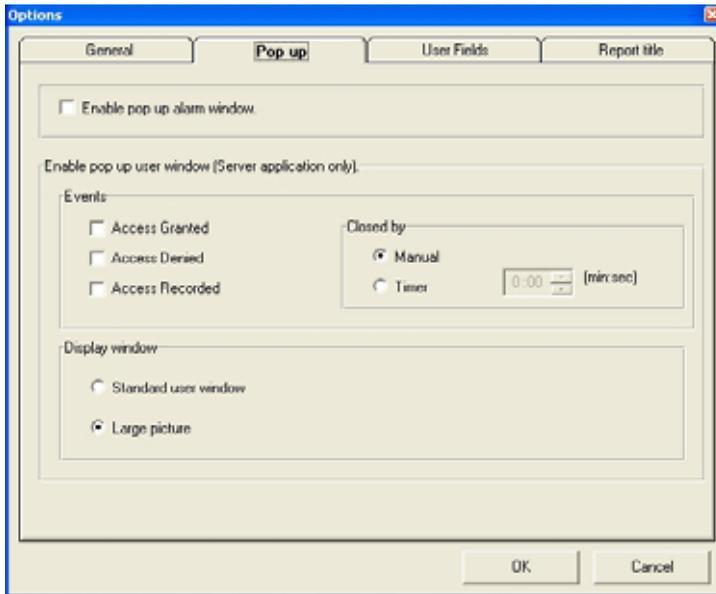 Options
General
Pop up
User Fields
Report title
Enable pop up alarm window.
Enable pop up user window (Server application only).
Events
Access Granted
Access Denied
Access Recorded
Closed by
Manual
Timer
0:00
(min:sec)
Display window
Standard user window
Large picture
OK
Cancel